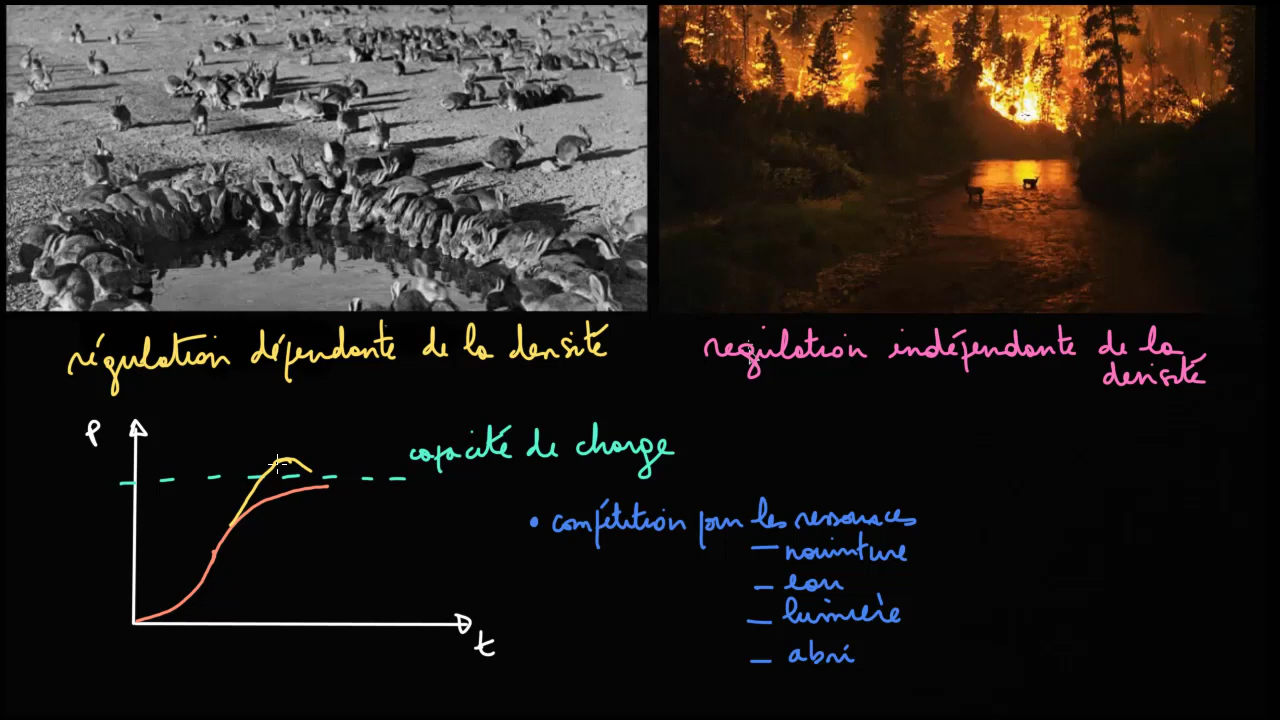 régulation dépendante de la densité
regulation indépendante de la
densité
P
capacité de charge
• compétition pour les ressources
– nourriture
– eau
– lumière
– abri
t